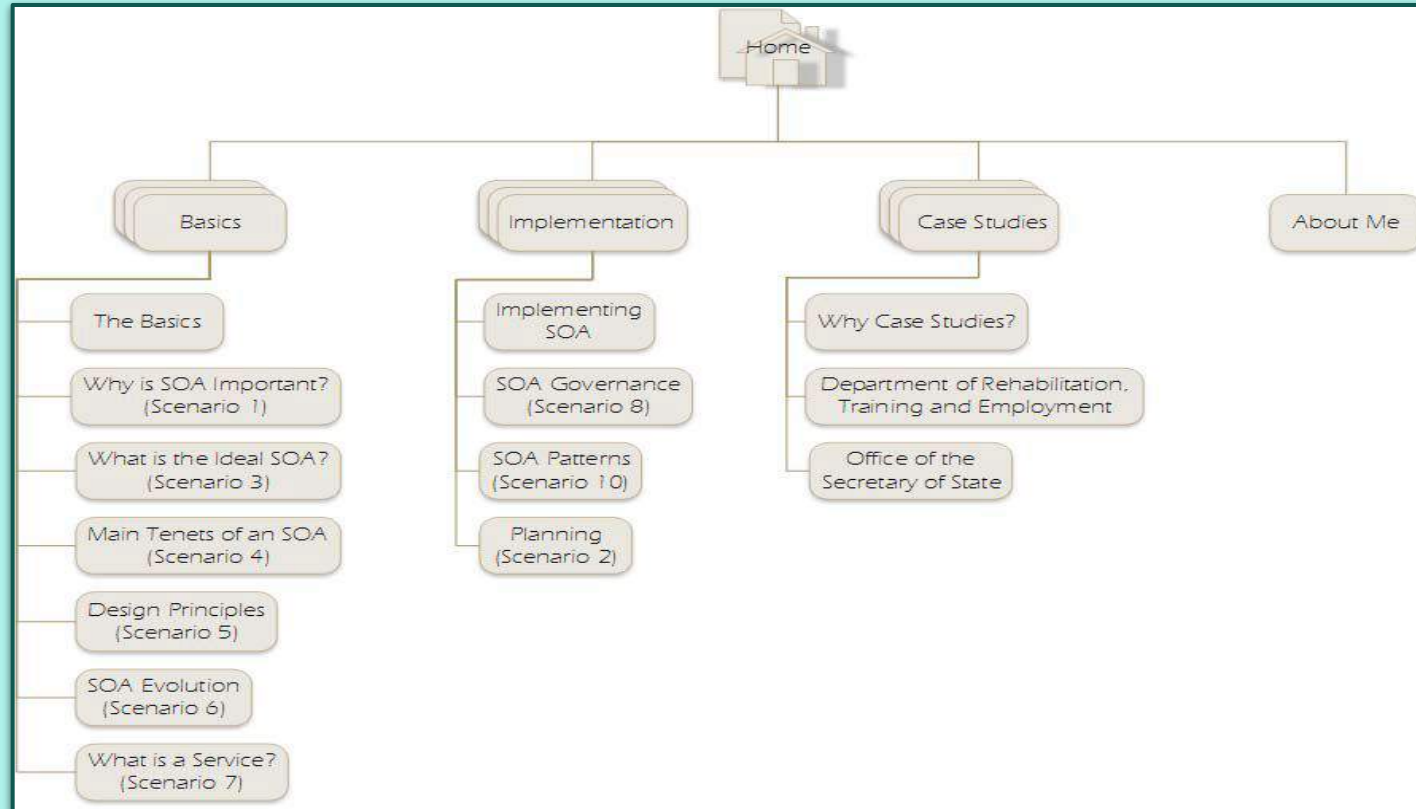 Home
Basics
Implementation
Case Studies
About Me
The Basics
Why is SOA Important?
(Scenario 1)
What is the Ideal SOA?
(Scenario 3)
Main Tenets of an SOA
(Scenario 4)
Design Principles
(Scenario 5)
SOA Evolution
(Scenario 6)
What is a Service?
(Scenario 7)
Implementing
SOA
SOA Governance
(Scenario 8)
SOA Patterns
(Scenario 10)
Planning
(Scenario 2)
Why Case Studies?
Department of Rehabilitation,
Training and Employment
Office of the
Secretary of State